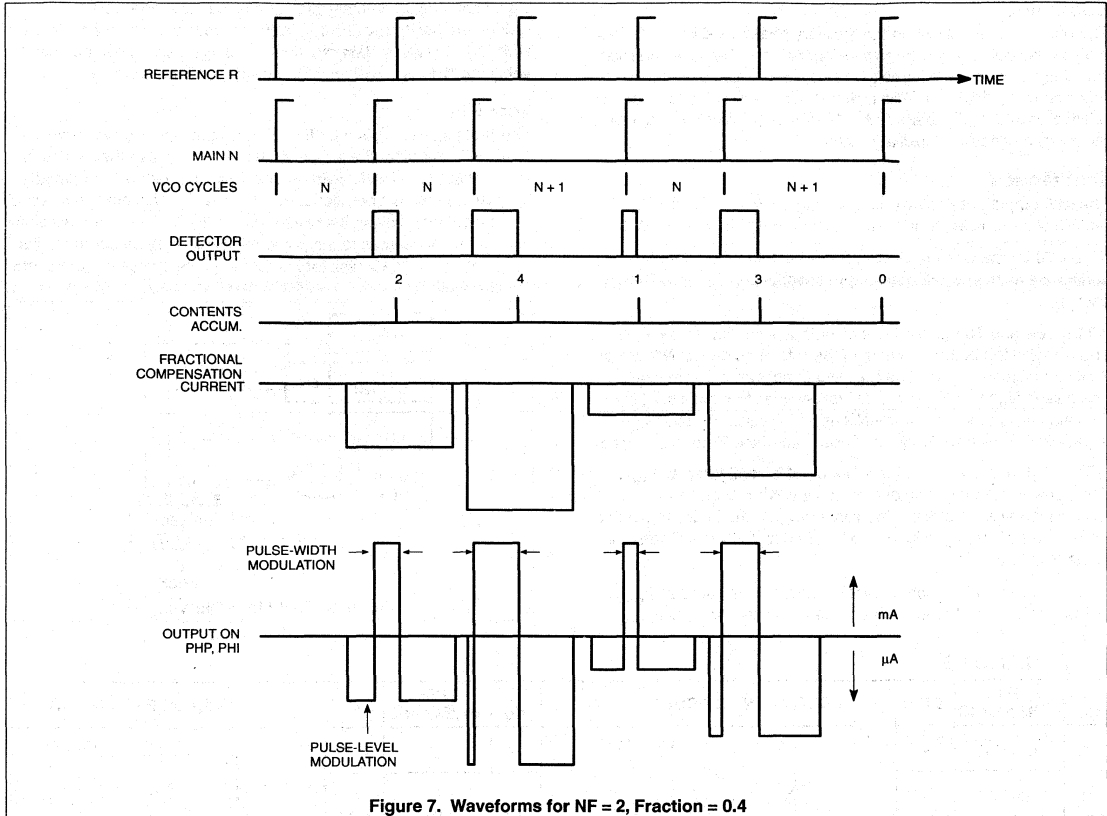 REFERENCE R
TIME
MAIN N
VCO CYCLES
N
N
N + 1
N
N + 1
DETECTOR
OUTPUT
2
4
1
3
0
CONTENTS
ACCUM.
FRACTIONAL
COMPENSATION
CURRENT
PULSE-WIDTH
MODULATION
mA
OUTPUT ON
PHP, PHI
µA
PULSE-LEVEL
MODULATION
Figure 7. Waveforms for NF = 2, Fraction = 0.4